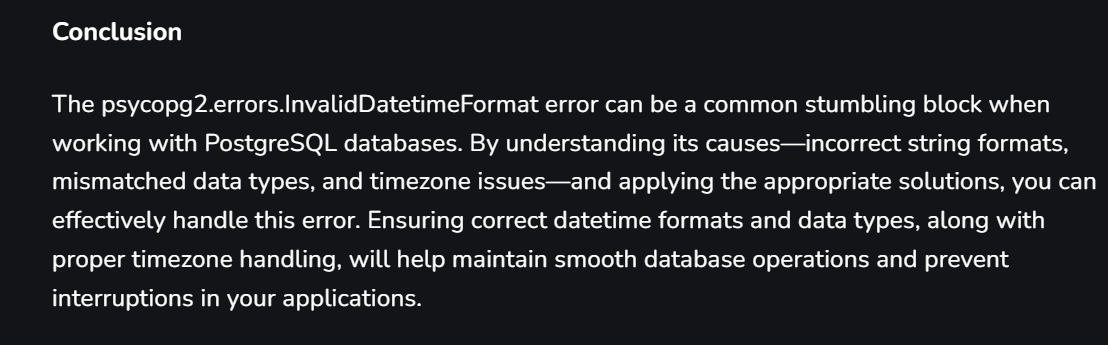 Conclusion
The psycopg2.errors.InvalidDatetimeFormat error can be a common stumbling block when
working with PostgreSQL databases. By understanding its causes—incorrect string formats,
mismatched data types, and timezone issues—and applying the appropriate solutions, you can
effectively handle this error. Ensuring correct datetime formats and data types, along with
proper timezone handling, will help maintain smooth database operations and prevent
interruptions in your applications.